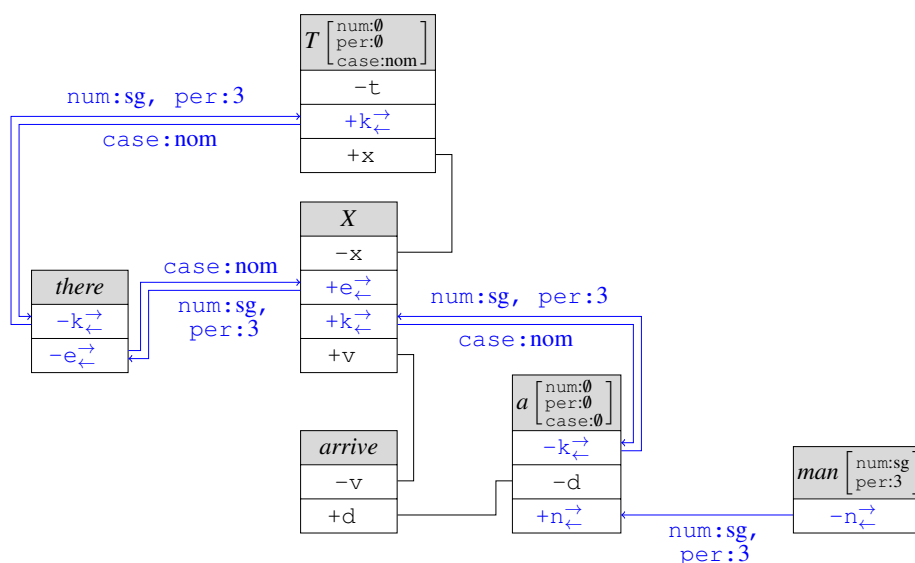 T [num:∅
per:∅
case:nom]
−t
num:sg, per:3
+k→←
case:nom
+x
X
−x
there
case:nom
+e→←
−k→←
num:sg,
per:3
+k→←
num:sg, per:3
case:nom
−e→←
+v
a [num:∅
per:∅
case:∅]
arrive
−k→←
man [num:sg
per:3]
−v
−d
+d
+n→←
−n→←
num:sg,
per:3